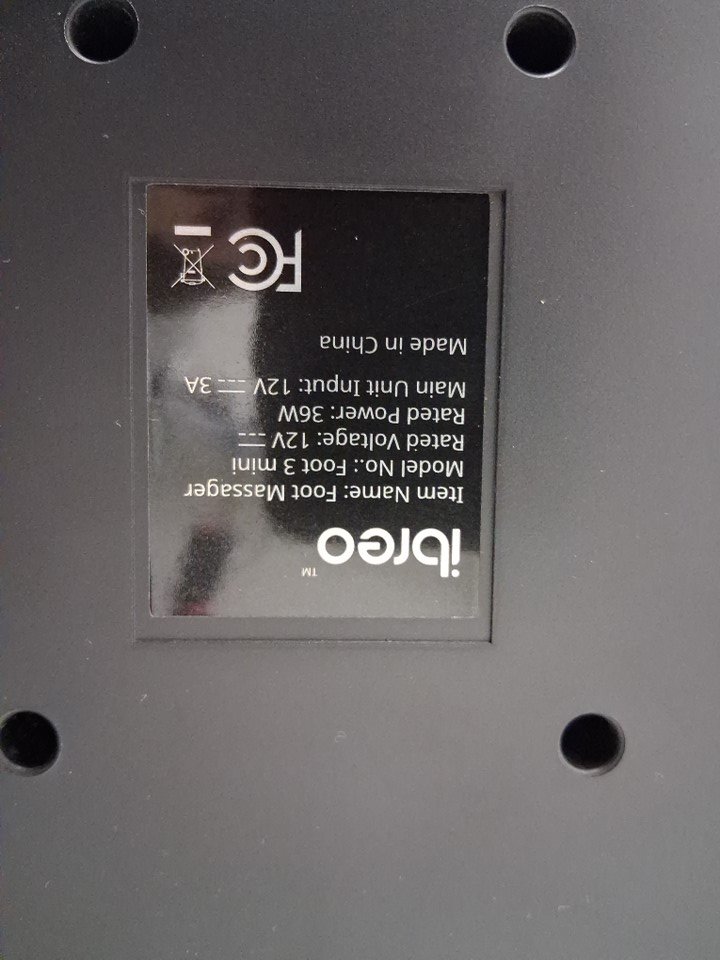 ibreo™
Item Name: Foot Massager
Model No.: Foot 3 mini
Rated Voltage: 12V ⎓
Rated Power: 36W
Main Unit Input: 12V ⎓ 3A
Made in China
FC